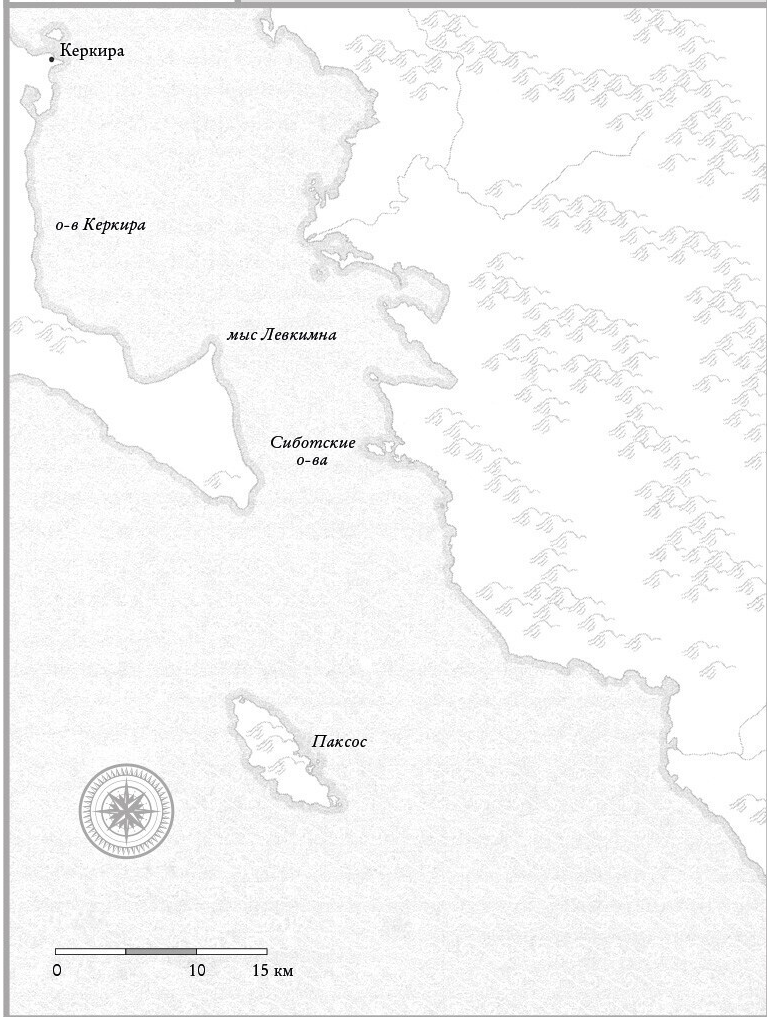 Керкира
о-в Керкира
мыс Левкимна
Сиботские
о-ва
Паксос
0 10 15 км